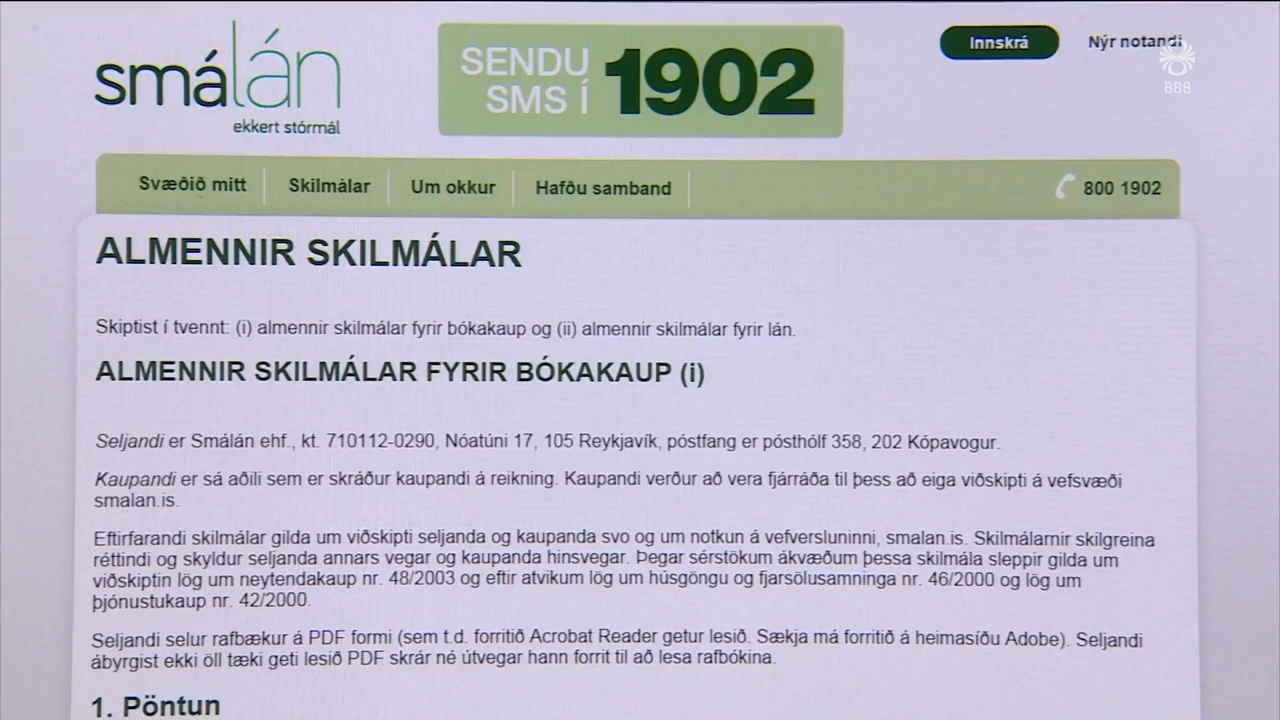 smálán
ekkert stórmál
SENDU
SMS Í
1902
Innskrá
Nýr notandi
888
Svæðið mitt
Skilmálar
Um okkur
Hafðu samband
800 1902
ALMENNIR SKILMÁLAR
Skiptist í tvennt: (i) almennir skilmálar fyrir bókakaup og (ii) almennir skilmálar fyrir lán.
ALMENNIR SKILMÁLAR FYRIR BÓKAKAUP (i)
Seljandi er Smálán ehf., kt. 710112-0290, Nóatúni 17, 105 Reykjavík, póstfang er pósthólf 358, 202 Kópavogur.
Kaupandi er sá aðili sem er skráður kaupandi á reikning. Kaupandi verður að vera fjárráða til þess að eiga viðskipti á vefsvæði
smalan.is.
Eftirfarandi skilmálar gilda um viðskipti seljanda og kaupanda svo og um notkun á vefversluninni, smalan.is. Skilmálarnir skilgreina
réttindi og skyldur seljanda annars vegar og kaupanda hinsvegar. Þegar sérstökum ákvæðum þessa skilmála sleppir gilda um
viðskiptin lög um neytendakaup nr. 48/2003 og eftir atvikum lög um húsgöngu og fjarsölusamninga nr. 46/2000 og lög um
þjónustukaup nr. 42/2000.
Seljandi selur rafbækur á PDF formi (sem t.d. forritið Acrobat Reader getur lesið. Sækja má forritið á heimasíðu Adobe). Seljandi
ábyrgist ekki öll tæki geti lesið PDF skrár né útvegar hann forrit til að lesa rafbókina.
1. Pöntun